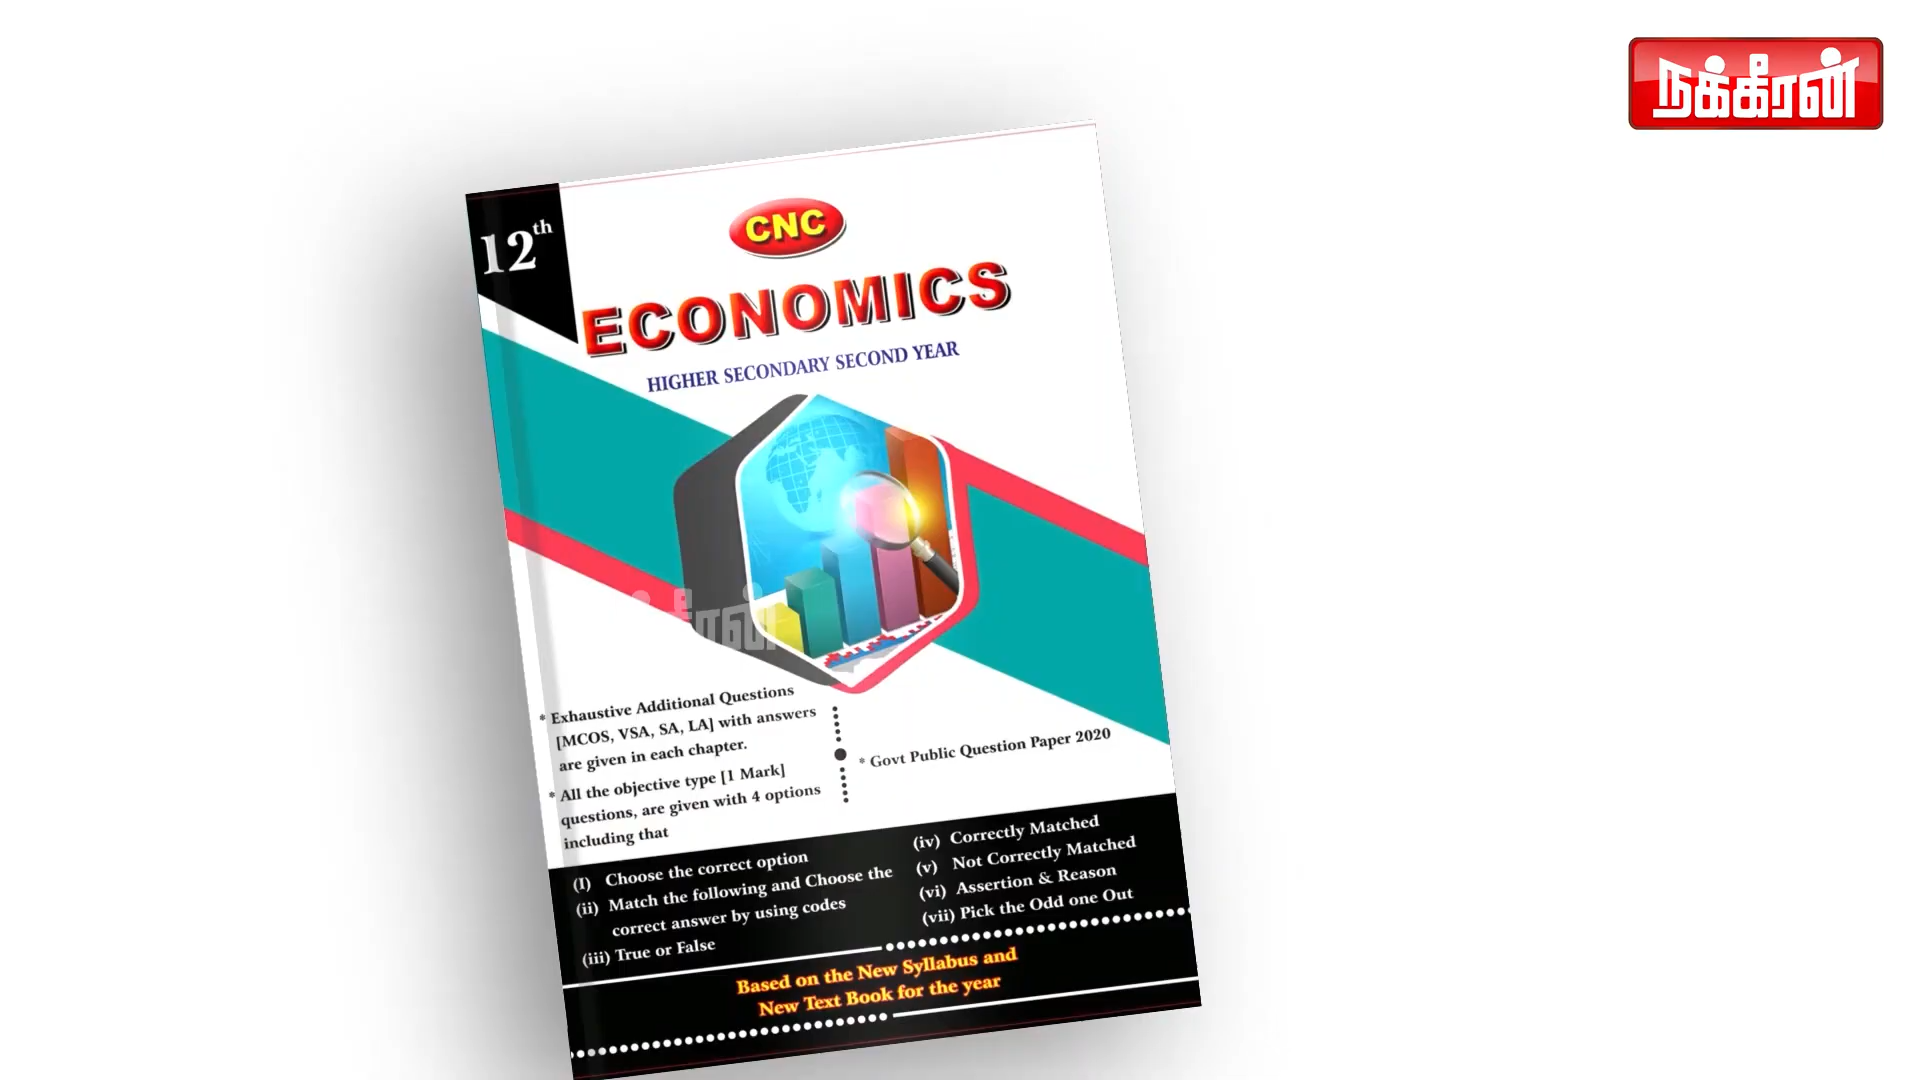 நக்கீரன்
12th
CNC
ECONOMICS
HIGHER SECONDARY SECOND YEAR
* Exhaustive Additional Questions
[MCOS, VSA, SA, LA] with answers
are given in each chapter.
* All the objective type [1 Mark]
questions, are given with 4 options
including that
* Govt Public Question Paper 2020
(I) Choose the correct option
(ii) Match the following and Choose the
correct answer by using codes
(iii) True or False
(iv) Correctly Matched
(v) Not Correctly Matched
(vi) Assertion & Reason
(vii) Pick the Odd one Out
Based on the New Syllabus and
New Text Book for the year